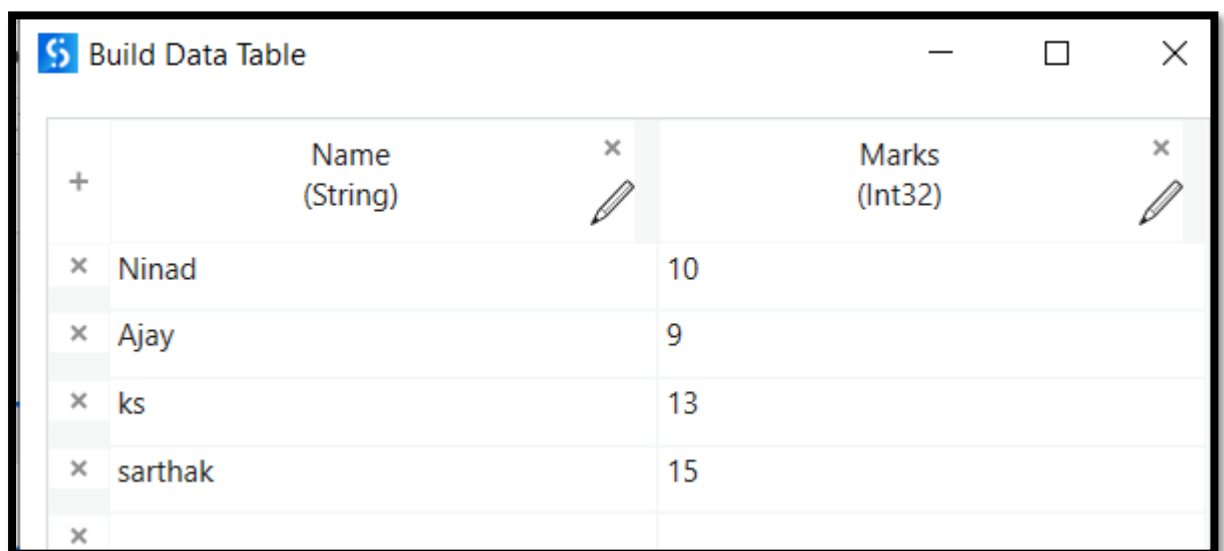 Build Data Table
Name
(String)
Marks
(Int32)
Ninad 10
Ajay 9
ks 13
sarthak 15